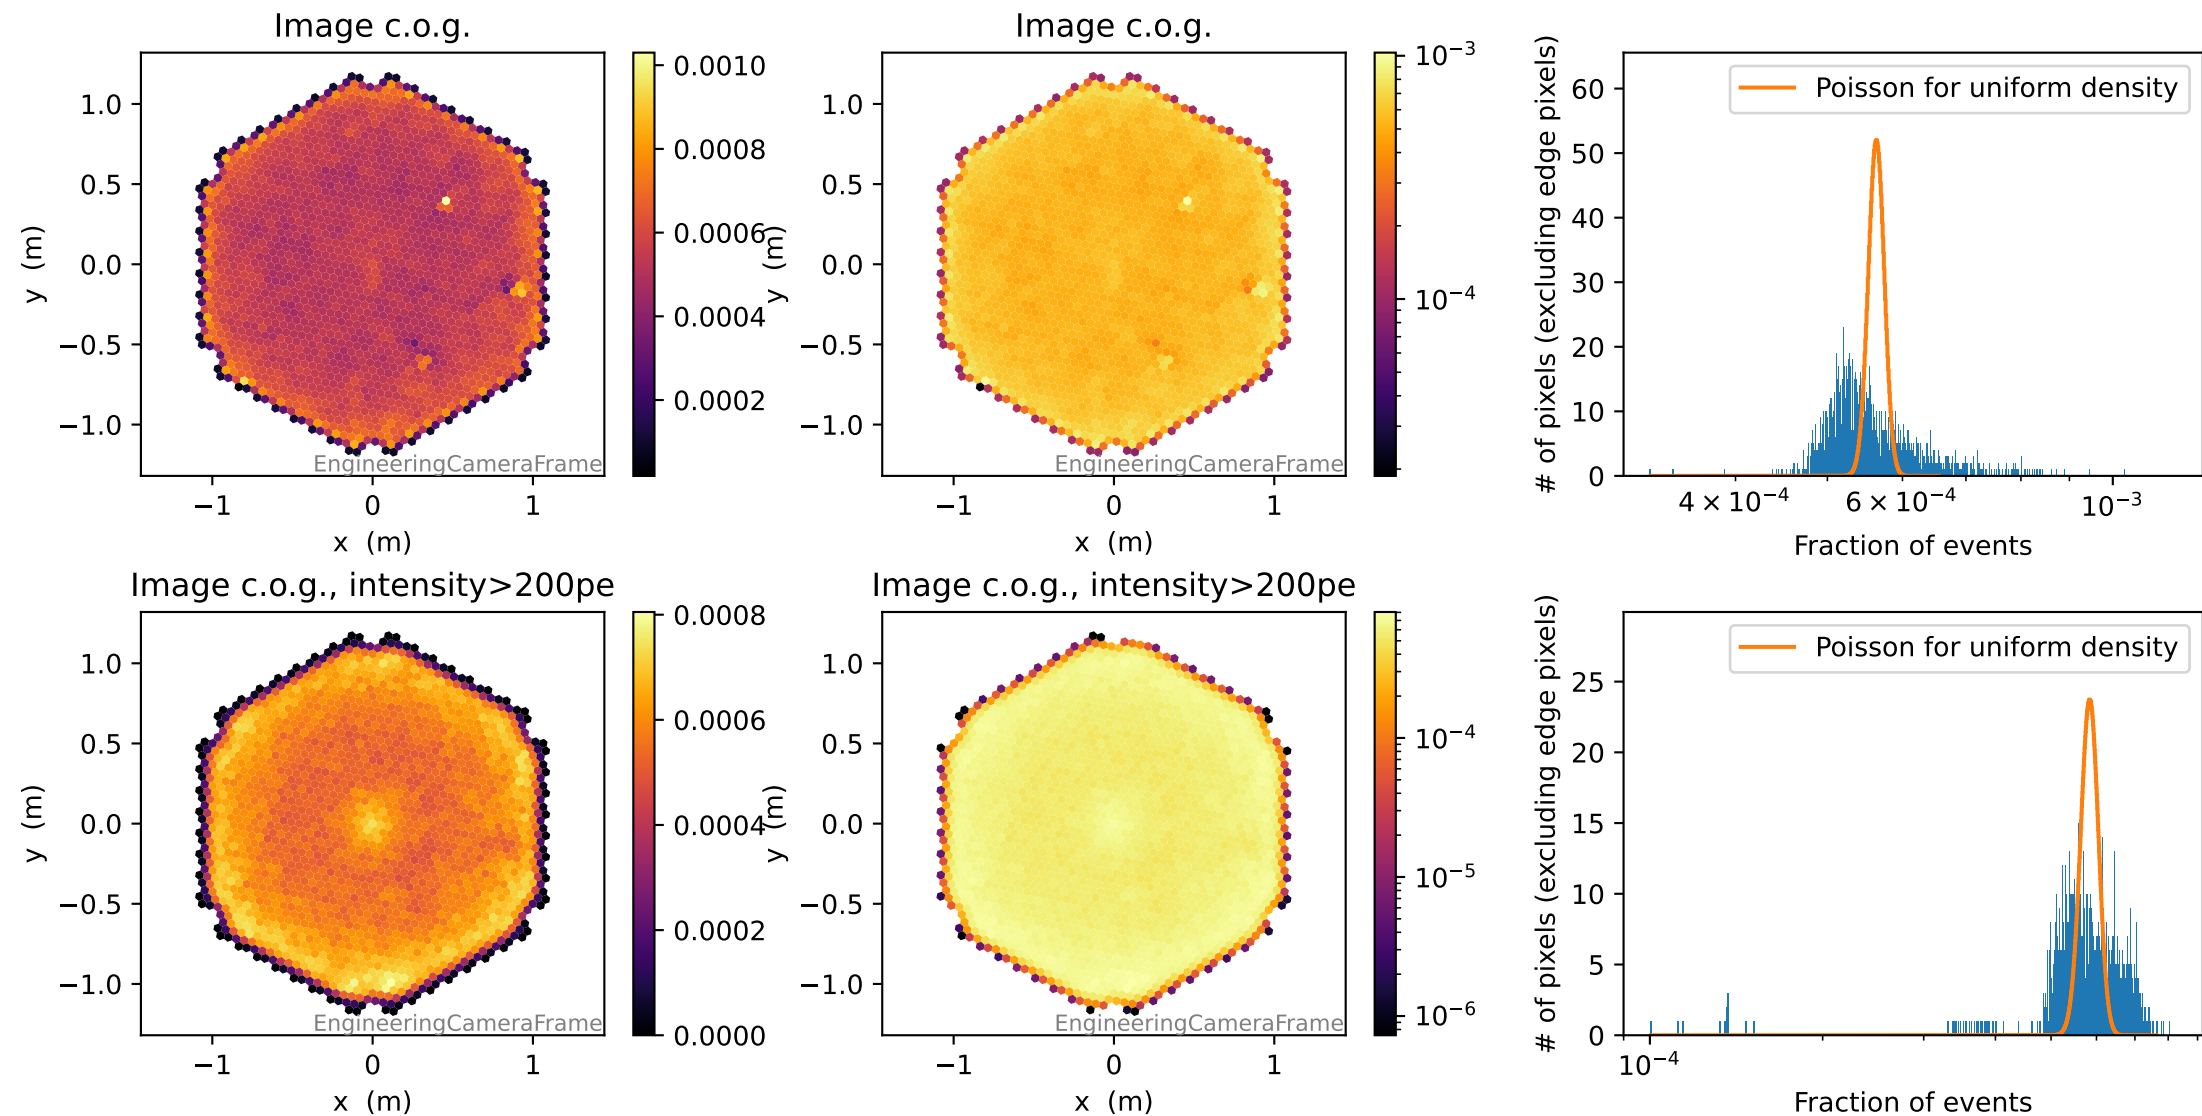 Image c.o.g.
1.0
0.5
0.0
−0.5
−1.0
y (m)
−1
0
1
x (m)
EngineeringCameraFrame
0.0010
0.0008
0.0006
0.0004
0.0002
Image c.o.g.
1.0
0.5
0.0
−0.5
−1.0
y (m)
−1
0
1
x (m)
EngineeringCameraFrame
10⁻³
10⁻⁴
Poisson for uniform density
60
50
40
30
20
10
0
# of pixels (excluding edge pixels)
4 × 10⁻⁴
6 × 10⁻⁴
10⁻³
Fraction of events
Image c.o.g., intensity>200pe
1.0
0.5
0.0
−0.5
−1.0
y (m)
−1
0
1
x (m)
EngineeringCameraFrame
0.0008
0.0006
0.0004
0.0002
0.0000
Image c.o.g., intensity>200pe
1.0
0.5
0.0
−0.5
−1.0
y (m)
−1
0
1
x (m)
EngineeringCameraFrame
10⁻⁴
10⁻⁵
10⁻⁶
Poisson for uniform density
25
20
15
10
5
0
# of pixels (excluding edge pixels)
10⁻⁴
Fraction of events